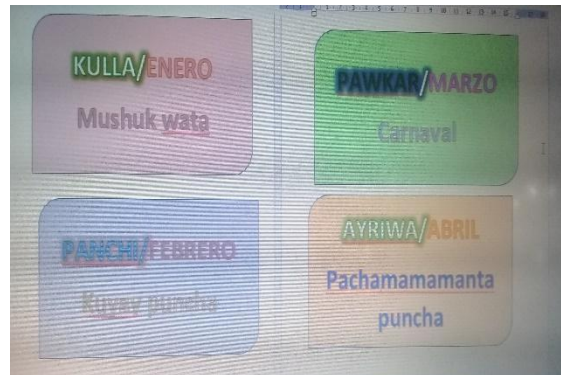 KULLA/ENERO
Mushuk wata
PANCHI/FEBRERO
Kuyay puncha
PAWKAR/MARZO
Carnaval
AYRIWA/ABRIL
Pachamamamanta
puncha